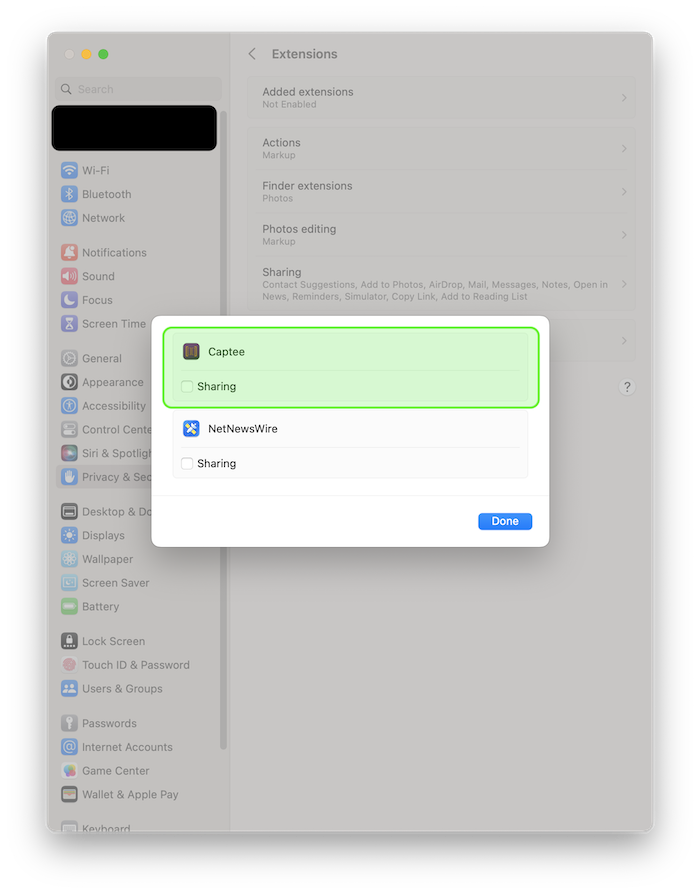 Search
Wi-Fi
Bluetooth
Network
Notifications
Sound
Focus
Screen Time
General
Appearance
Accessibility
Control Cente
Siri & Spotligh
Privacy & Sec
Desktop & Do
Displays
Wallpaper
Screen Saver
Battery
Lock Screen
Touch ID & Password
Users & Groups
Passwords
Internet Accounts
Game Center
Wallet & Apple Pay
Keyboard
Extensions
Added extensions
Not Enabled
Actions
Markup
Finder extensions
Photos
Photos editing
Markup
Sharing
Contact Suggestions, Add to Photos, AirDrop, Mail, Messages, Notes, Open in
News, Reminders, Simulator, Copy Link, Add to Reading List
?
Captee
Sharing
NetNewsWire
Sharing
Done